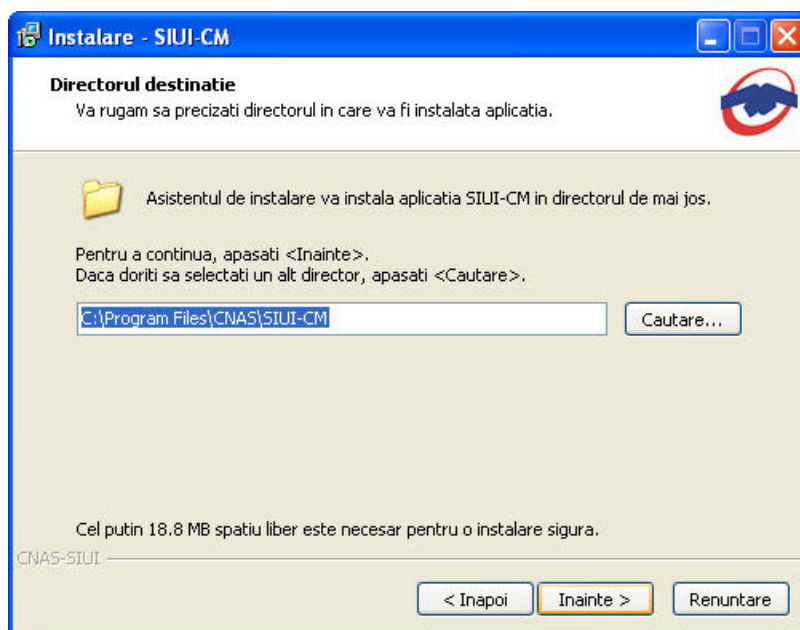 Instalare - SIUI-CM
Directorul destinatie
Va rugam sa precizati directorul in care va fi instalata aplicatia.
Asistentul de instalare va instala aplicatia SIUI-CM in directorul de mai jos.
Pentru a continua, apasati <Inainte>.
Daca doriti sa selectati un alt director, apasati <Cautare>.
C:\Program Files\CNAS\SIUI-CM
Cautare...
Cel putin 18.8 MB spatiu liber este necesar pentru o instalare sigura.
CNAS-SIUI
< Inapoi
Inainte >
Renuntare